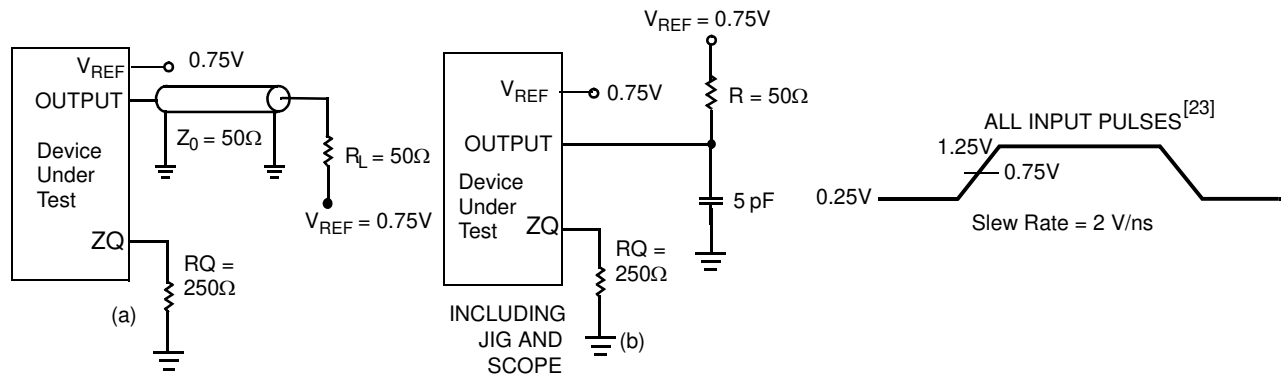 V_REF
0.75V
OUTPUT
Z₀ = 50Ω
Device
Under
Test
R_L = 50Ω
V_REF = 0.75V
ZQ
RQ =
250Ω
(a)
V_REF = 0.75V
V_REF
0.75V
R = 50Ω
OUTPUT
Device
Under
Test
5 pF
ZQ
RQ =
250Ω
INCLUDING
JIG AND
SCOPE
(b)
ALL INPUT PULSES[23]
1.25V
0.75V
0.25V
Slew Rate = 2 V/ns